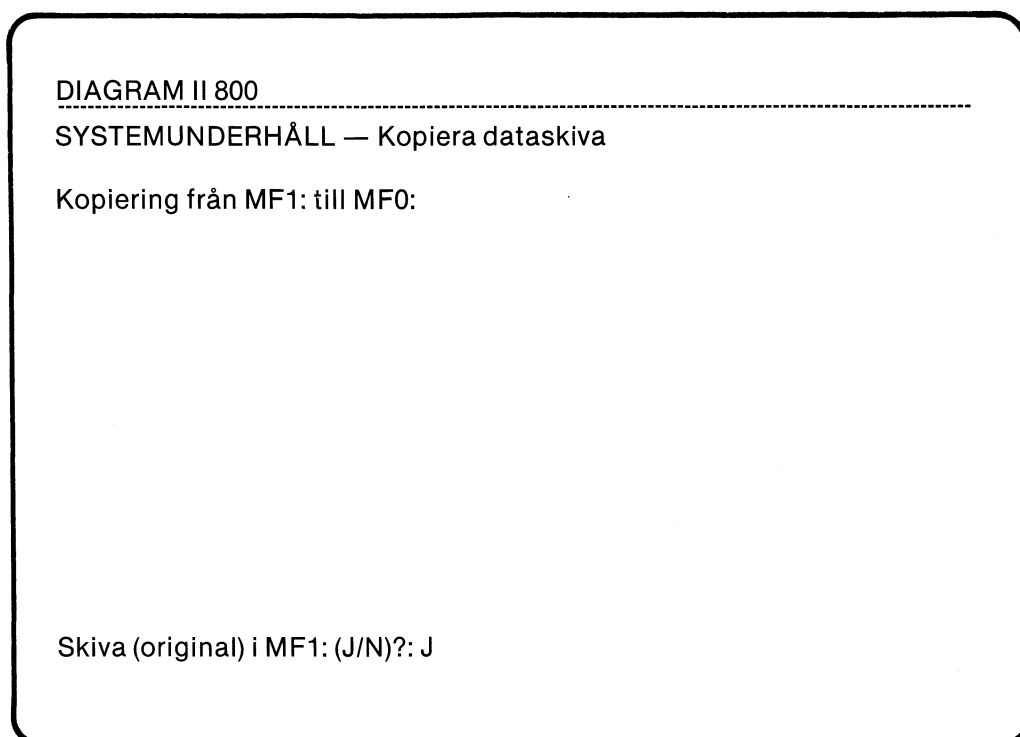 DIAGRAM II 800
SYSTEMUNDERHÅLL — Kopiera dataskiva
Kopiering från MF1: till MF0:
Skiva (original) i MF1: (J/N)?: J